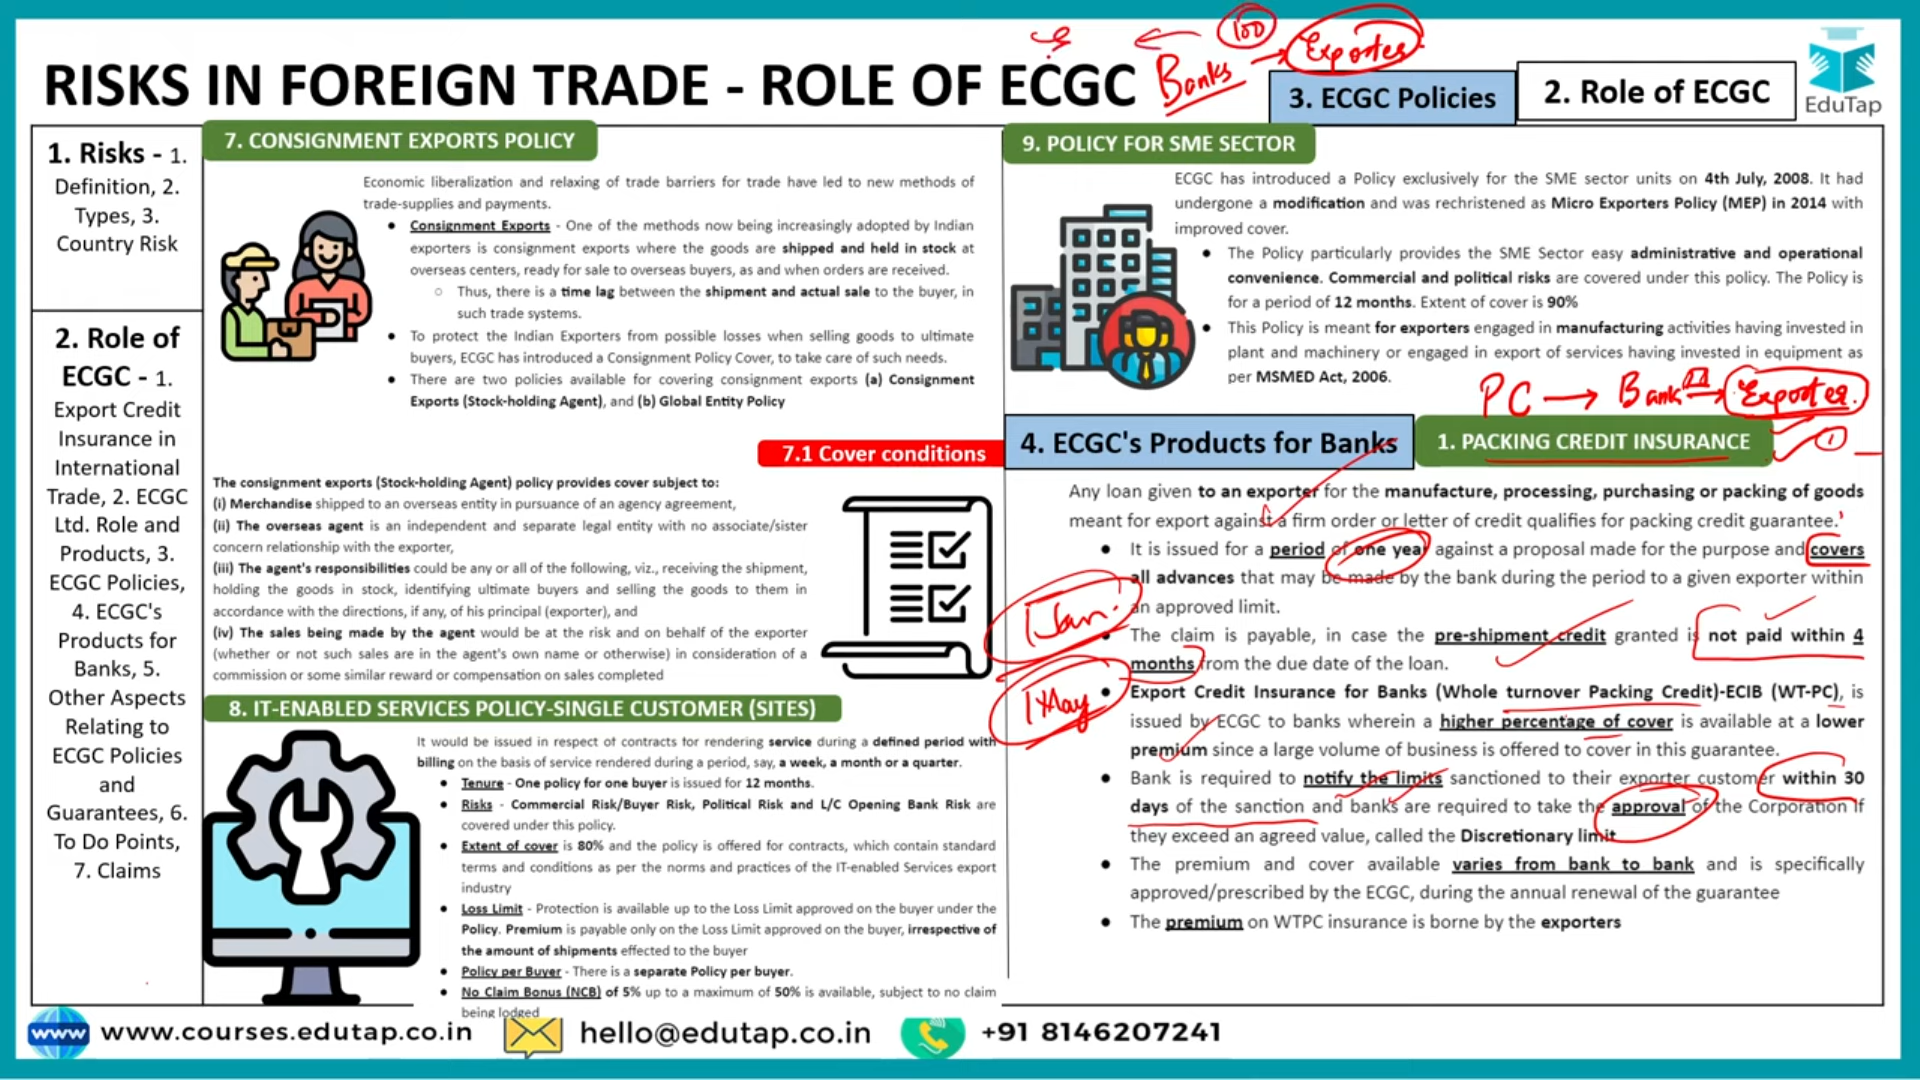 RISKS IN FOREIGN TRADE - ROLE OF ECGC
100
Banks
Exporter
3. ECGC Policies
2. Role of ECGC
EduTap
1. Risks - 1.
Definition, 2.
Types, 3.
Country Risk
2. Role of
ECGC - 1.
Export Credit
Insurance in
International
Trade, 2. ECGC
Ltd. Role and
Products, 3.
ECGC Policies,
4. ECGC's
Products for
Banks, 5.
Other Aspects
Relating to
ECGC Policies
and
Guarantees, 6.
To Do Points,
7. Claims
7. CONSIGNMENT EXPORTS POLICY
Economic liberalization and relaxing of trade barriers for trade have led to new methods of
trade-supplies and payments.
● Consignment Exports - One of the methods now being increasingly adopted by Indian
exporters is consignment exports where the goods are shipped and held in stock at
overseas centers, ready for sale to overseas buyers, as and when orders are received.
○ Thus, there is a time lag between the shipment and actual sale to the buyer, in
such trade systems.
● To protect the Indian Exporters from possible losses when selling goods to ultimate
buyers, ECGC has introduced a Consignment Policy Cover, to take care of such needs.
● There are two policies available for covering consignment exports (a) Consignment
Exports (Stock-holding Agent), and (b) Global Entity Policy
7.1 Cover conditions
The consignment exports (Stock-holding Agent) policy provides cover subject to:
(i) Merchandise shipped to an overseas entity in pursuance of an agency agreement,
(ii) The overseas agent is an independent and separate legal entity with no associate/sister
concern relationship with the exporter,
(iii) The agent's responsibilities could be any or all of the following, viz., receiving the shipment,
holding the goods in stock, identifying ultimate buyers and selling the goods to them in
accordance with the directions, if any, of his principal (exporter), and
(iv) The sales being made by the agent would be at the risk and on behalf of the exporter
(whether or not such sales are in the agent's own name or otherwise) in consideration of a
commission or some similar reward or compensation on sales completed
8. IT-ENABLED SERVICES POLICY-SINGLE CUSTOMER (SITES)
It would be issued in respect of contracts for rendering service during a defined period with
billing on the basis of service rendered during a period, say, a week, a month or a quarter.
● Tenure - One policy for one buyer is issued for 12 months.
● Risks - Commercial Risk/Buyer Risk, Political Risk and L/C Opening Bank Risk are
covered under this policy.
● Extent of cover is 80% and the policy is offered for contracts, which contain standard
terms and conditions as per the norms and practices of the IT-enabled Services export
industry
● Loss Limit - Protection is available up to the Loss Limit approved on the buyer under the
Policy. Premium is payable only on the Loss Limit approved on the buyer, irrespective of
the amount of shipments effected to the buyer
● Policy per Buyer - There is a separate Policy per buyer.
● No Claim Bonus (NCB) of 5% up to a maximum of 50% is available, subject to no claim
being lodged
9. POLICY FOR SME SECTOR
ECGC has introduced a Policy exclusively for the SME sector units on 4th July, 2008. It had
undergone a modification and was rechristened as Micro Exporters Policy (MEP) in 2014 with
improved cover.
● The Policy particularly provides the SME Sector easy administrative and operational
convenience. Commercial and political risks are covered under this policy. The Policy is
for a period of 12 months. Extent of cover is 90%
● This Policy is meant for exporters engaged in manufacturing activities having invested in
plant and machinery or engaged in export of services having invested in equipment as
per MSMED Act, 2006.
PC → Bank → Exporter.
4. ECGC's Products for Banks
1. PACKING CREDIT INSURANCE
1
Any loan given to an exporter for the manufacture, processing, purchasing or packing of goods
meant for export against a firm order or letter of credit qualifies for packing credit guarantee.
● It is issued for a period of one year against a proposal made for the purpose and covers
all advances that may be made by the bank during the period to a given exporter within
an approved limit.
1 Jan.
● The claim is payable, in case the pre-shipment credit granted is not paid within 4
months from the due date of the loan.
1 May
● Export Credit Insurance for Banks (Whole turnover Packing Credit)-ECIB (WT-PC), is
issued by ECGC to banks wherein a higher percentage of cover is available at a lower
premium since a large volume of business is offered to cover in this guarantee.
● Bank is required to notify the limits sanctioned to their exporter customer within 30
days of the sanction and banks are required to take the approval of the Corporation if
they exceed an agreed value, called the Discretionary limit
● The premium and cover available varies from bank to bank and is specifically
approved/prescribed by the ECGC, during the annual renewal of the guarantee
● The premium on WTPC insurance is borne by the exporters
www www.courses.edutap.co.in hello@edutap.co.in +91 8146207241